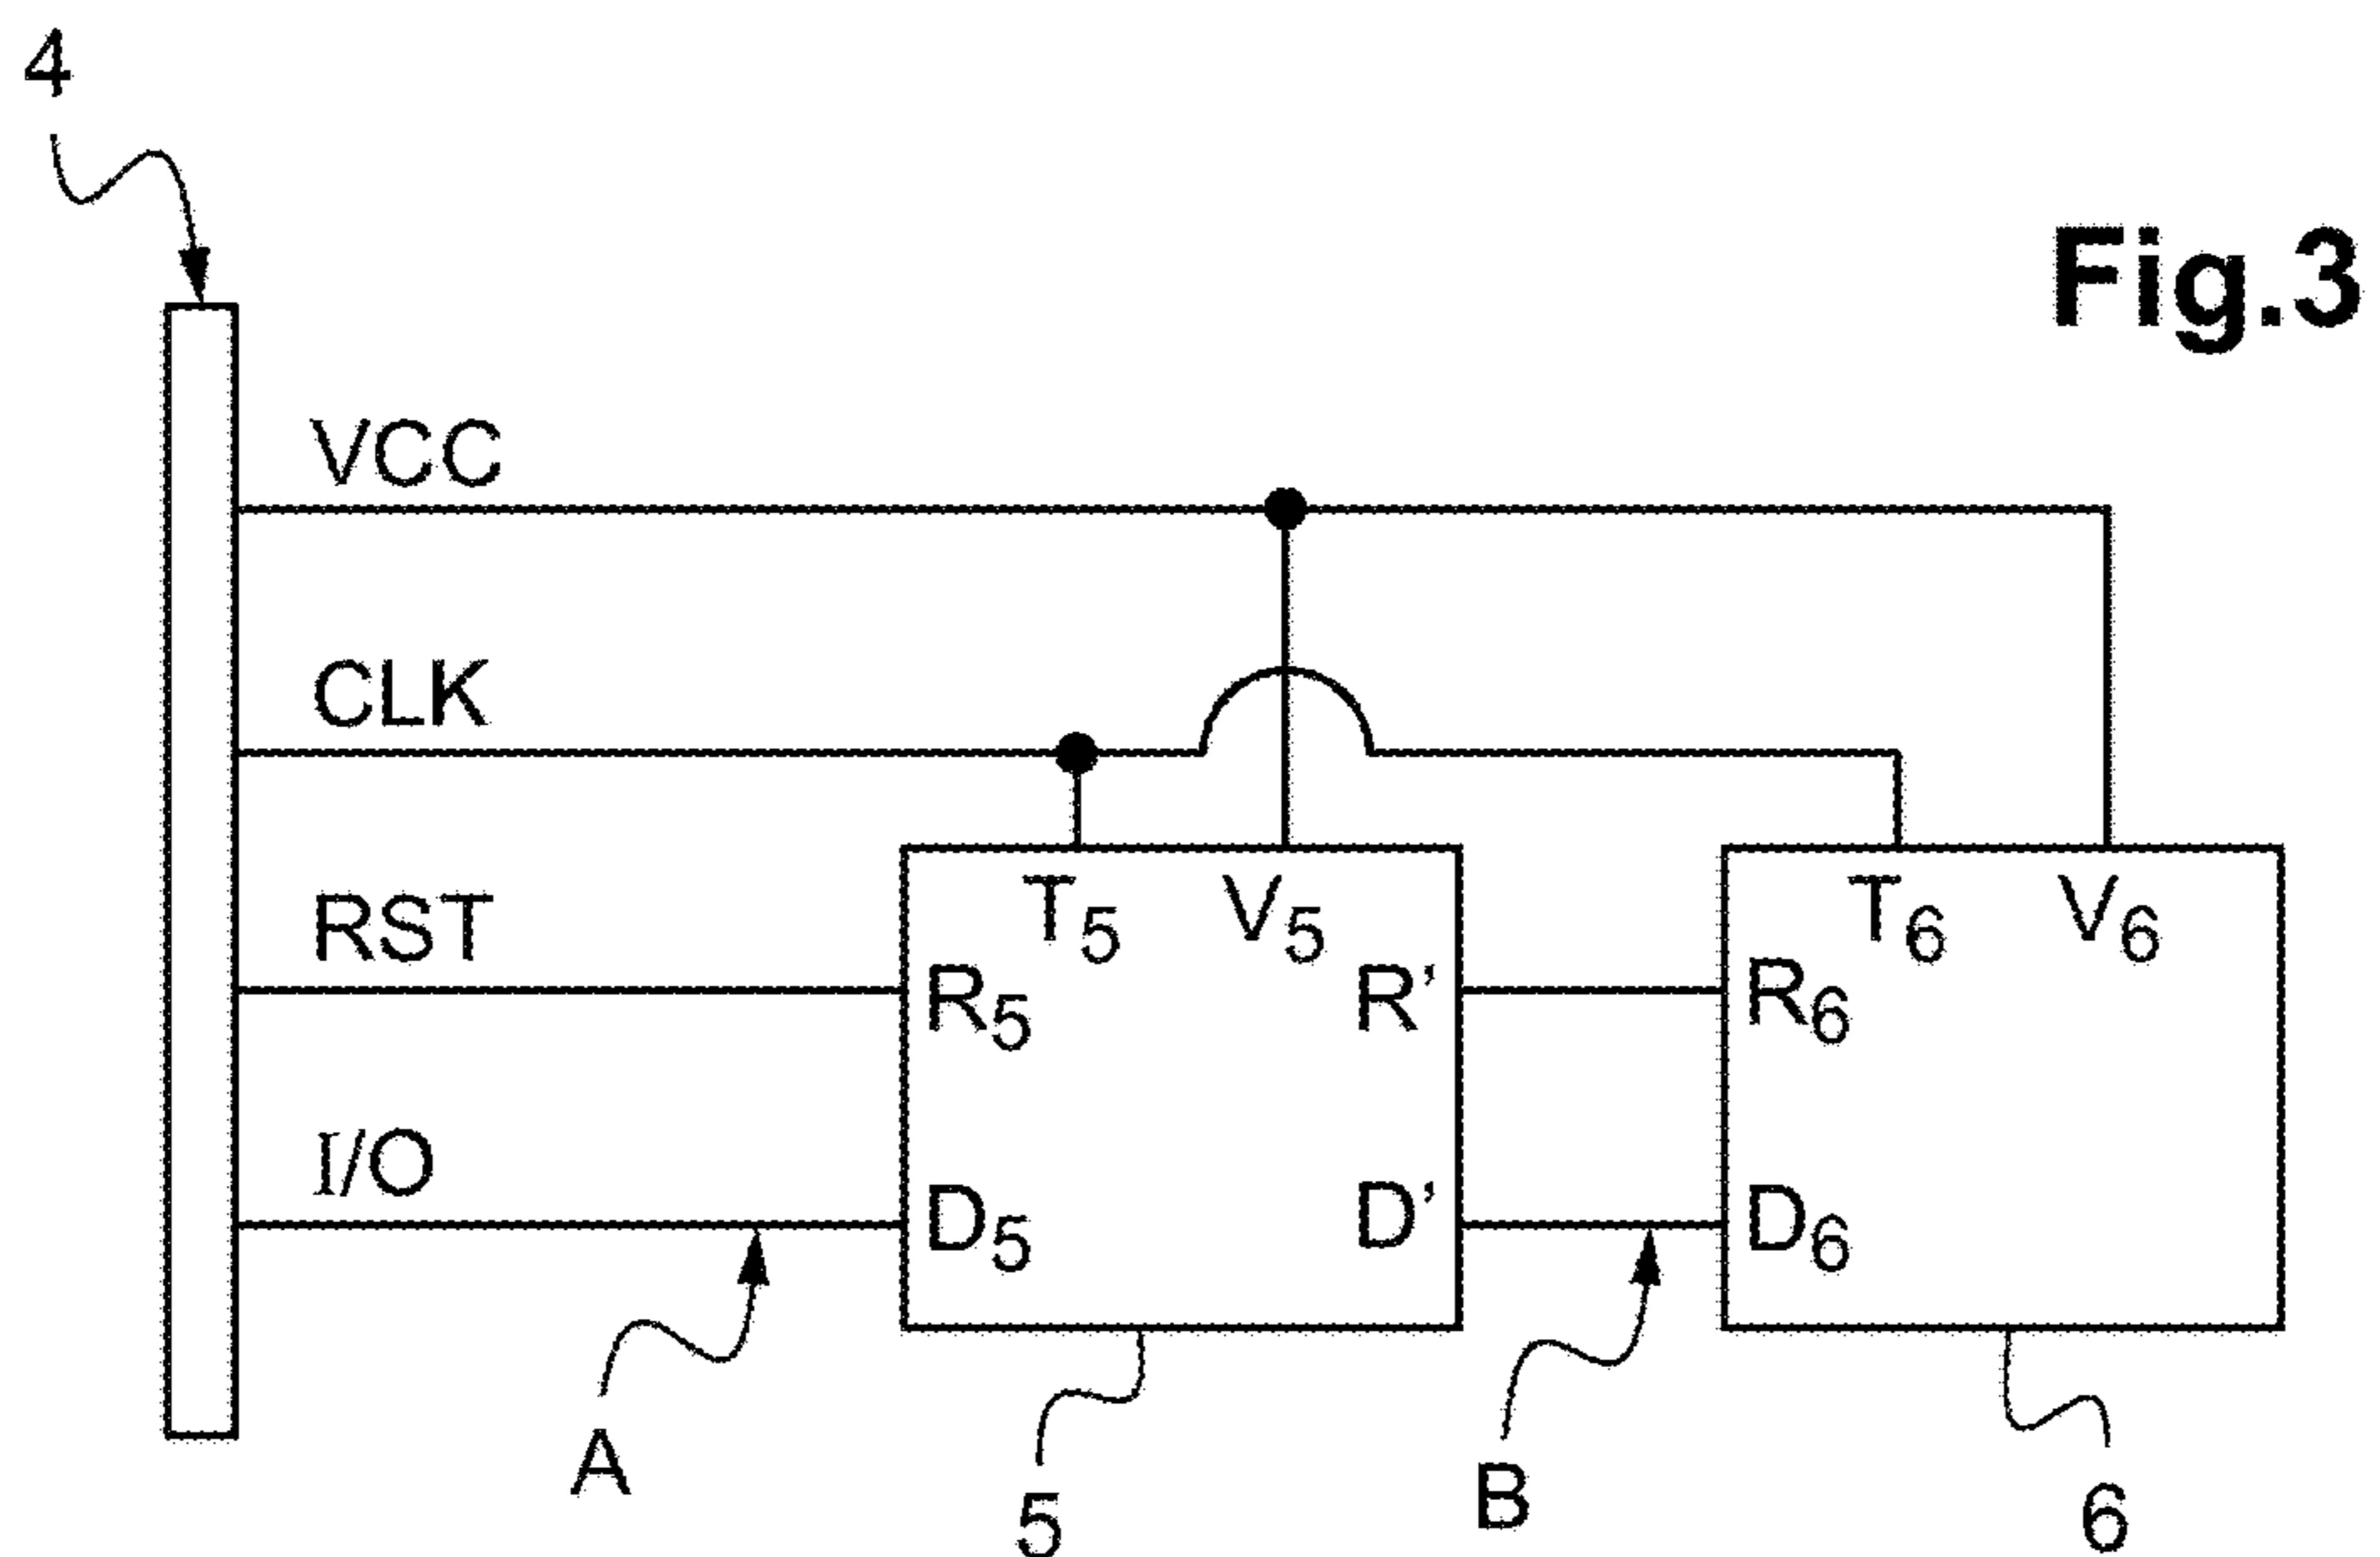 4
Fig.3
VCC
CLK
RST
I/O
T5 V5
R5 R’
D5 D’
T6 V6
R6
D6
A
5
B
6